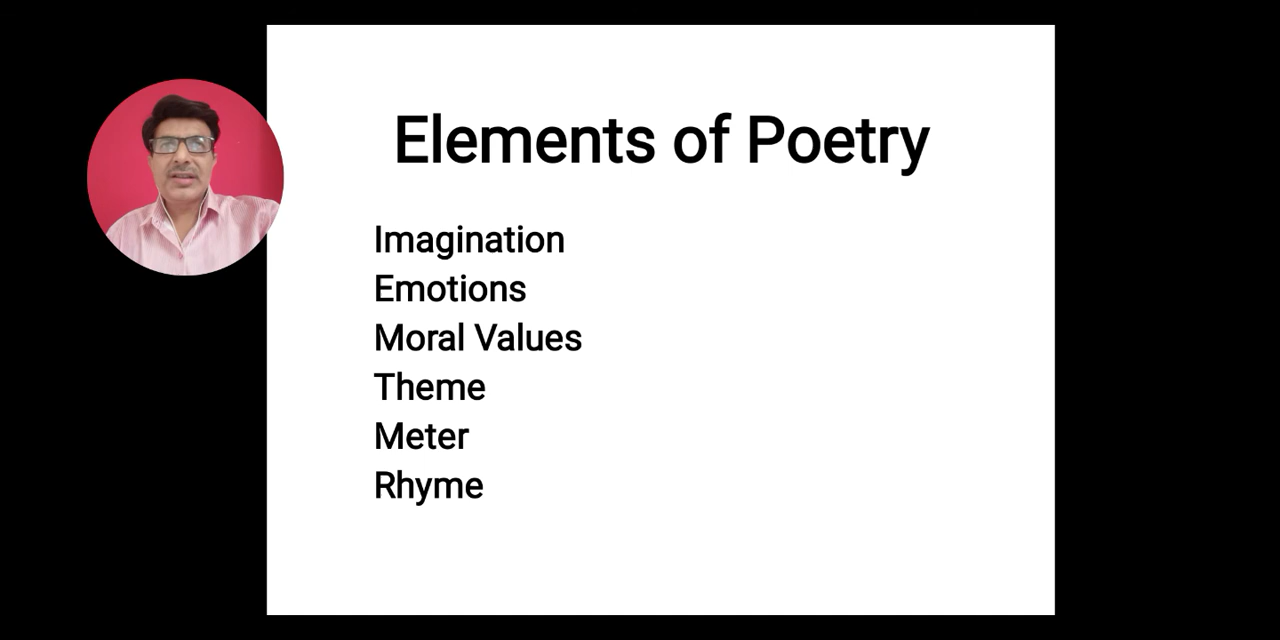 Elements of Poetry
Imagination
Emotions
Moral Values
Theme
Meter
Rhyme